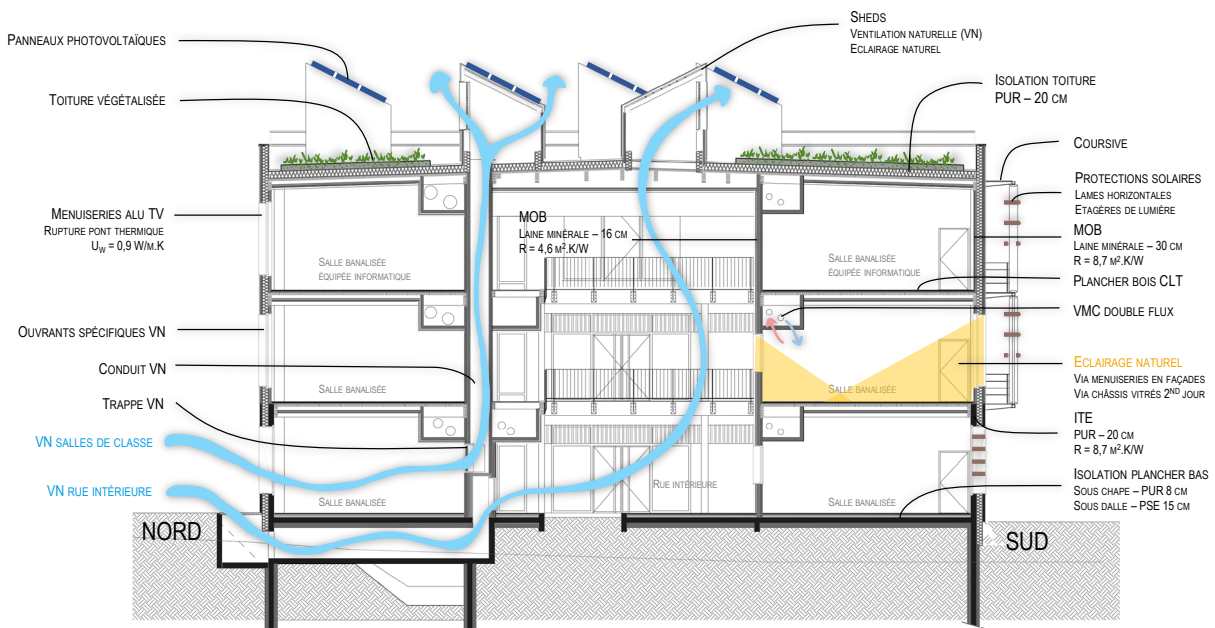 PANNEAUX PHOTOVOLTAÏQUES
TOITURE VÉGÉTALISÉE
MENUISERIES ALU TV
RUPTURE PONT THERMIQUE
UW = 0,9 W/M.K
OUVRANTS SPÉCIFIQUES VN
CONDUIT VN
TRAPPE VN
VN SALLES DE CLASSE
VN RUE INTÉRIEURE
NORD
SHEDS
VENTILATION NATURELLE (VN)
ECLAIRAGE NATUREL
ISOLATION TOITURE
PUR – 20 CM
COURSIVE
PROTECTIONS SOLAIRES
LAMES HORIZONTALES
ETAGÈRES DE LUMIÈRE
MOB
LAINE MINÉRALE – 30 CM
R = 8,7 M².K/W
PLANCHER BOIS CLT
VMC DOUBLE FLUX
ECLAIRAGE NATUREL
VIA MENUISERIES EN FAÇADES
VIA CHÂSSIS VITRÉS 2ND JOUR
ITE
PUR – 20 CM
R = 8,7 M².K/W
ISOLATION PLANCHER BAS
SOUS CHAPE – PUR 8 CM
SOUS DALLE – PSE 15 CM
SUD
MOB
LAINE MINÉRALE – 16 CM
R = 4,6 M².K/W
SALLE BANALISÉE
ÉQUIPÉE INFORMATIQUE
SALLE BANALISÉE
ÉQUIPÉE INFORMATIQUE
SALLE BANALISÉE
SALLE BANALISÉE
SALLE BANALISÉE
RUE INTÉRIEURE
SALLE BANALISÉE